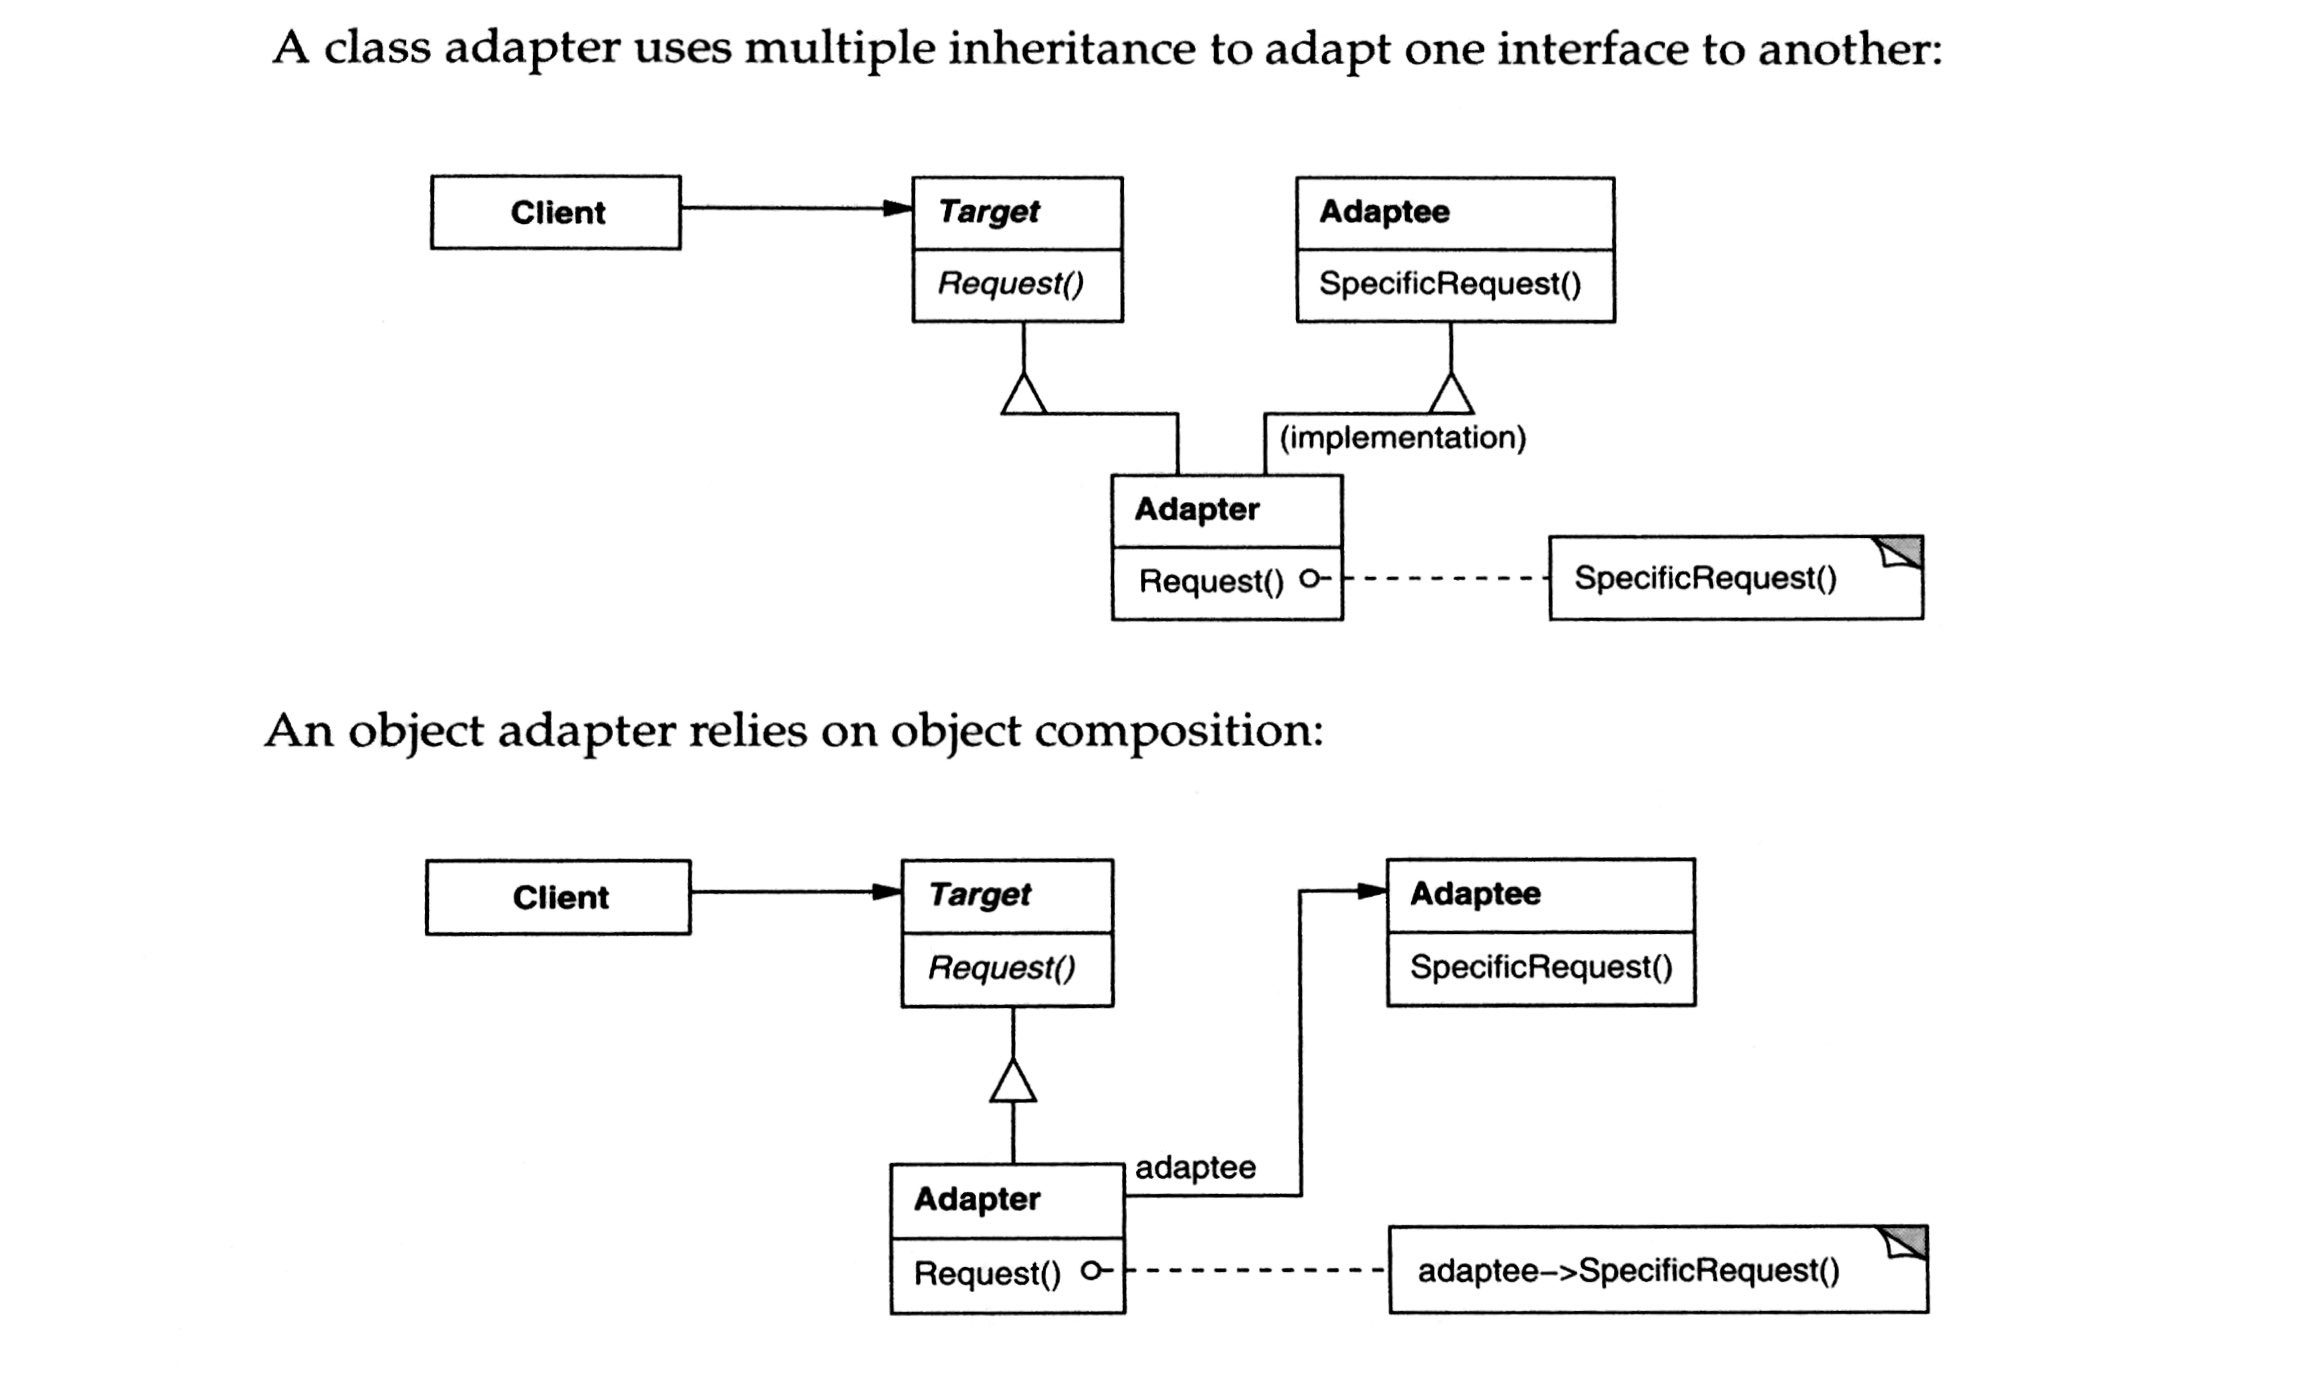 A class adapter uses multiple inheritance to adapt one interface to another:
Client
Target
Adaptee
Request()
SpecificRequest()
(implementation)
Adapter
Request()
SpecificRequest()
An object adapter relies on object composition:
Client
Target
Adaptee
Request()
SpecificRequest()
adaptee
Adapter
Request()
adaptee–>SpecificRequest()